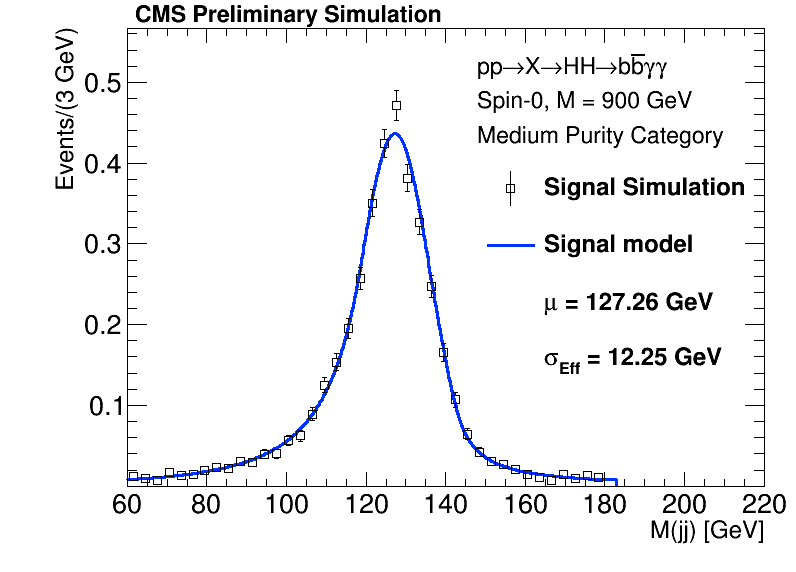 CMS Preliminary Simulation
Events/(3 GeV)
0.5
0.4
0.3
0.2
0.1
pp→X→HH→bb̅γγ
Spin-0, M = 900 GeV
Medium Purity Category
Signal Simulation
Signal model
μ = 127.26 GeV
σEff = 12.25 GeV
60 80 100 120 140 160 180 200 220
M(jj) [GeV]